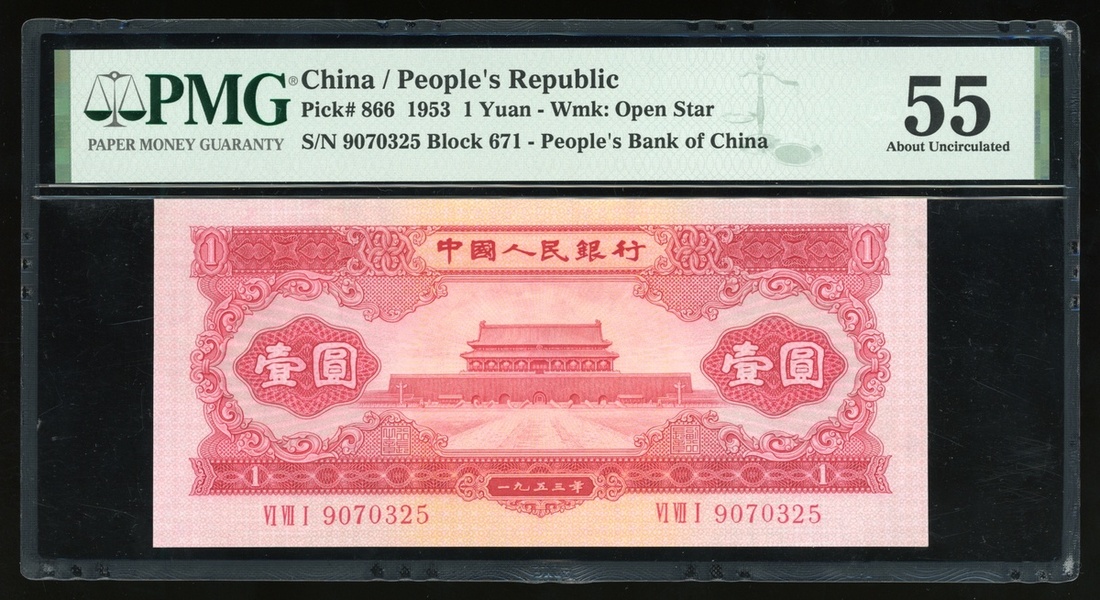 PMG®
PAPER MONEY GUARANTY
China / People's Republic
Pick# 866 1953 1 Yuan - Wmk: Open Star
S/N 9070325 Block 671 - People's Bank of China
55
About Uncirculated
1 中國人民銀行 1
壹圓 壹圓
1 一九五三年 1
VI VII I 9070325 VI VII I 9070325